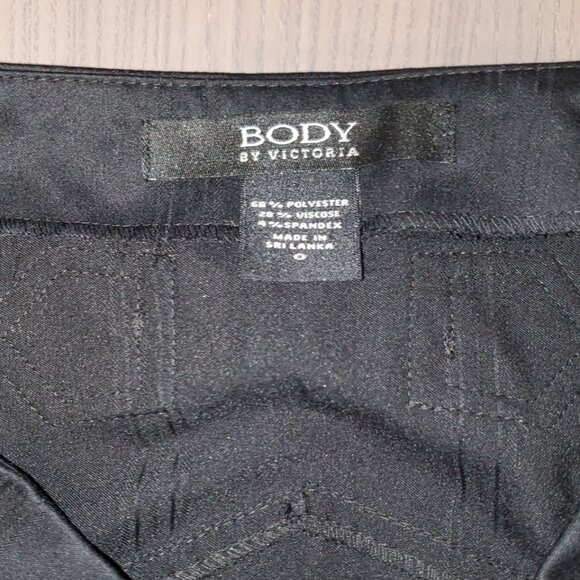 BODY
BY VICTORIA
68 % POLYESTER
28 % VISCOSE
4 % SPANDEX
MADE IN
SRI LANKA
0